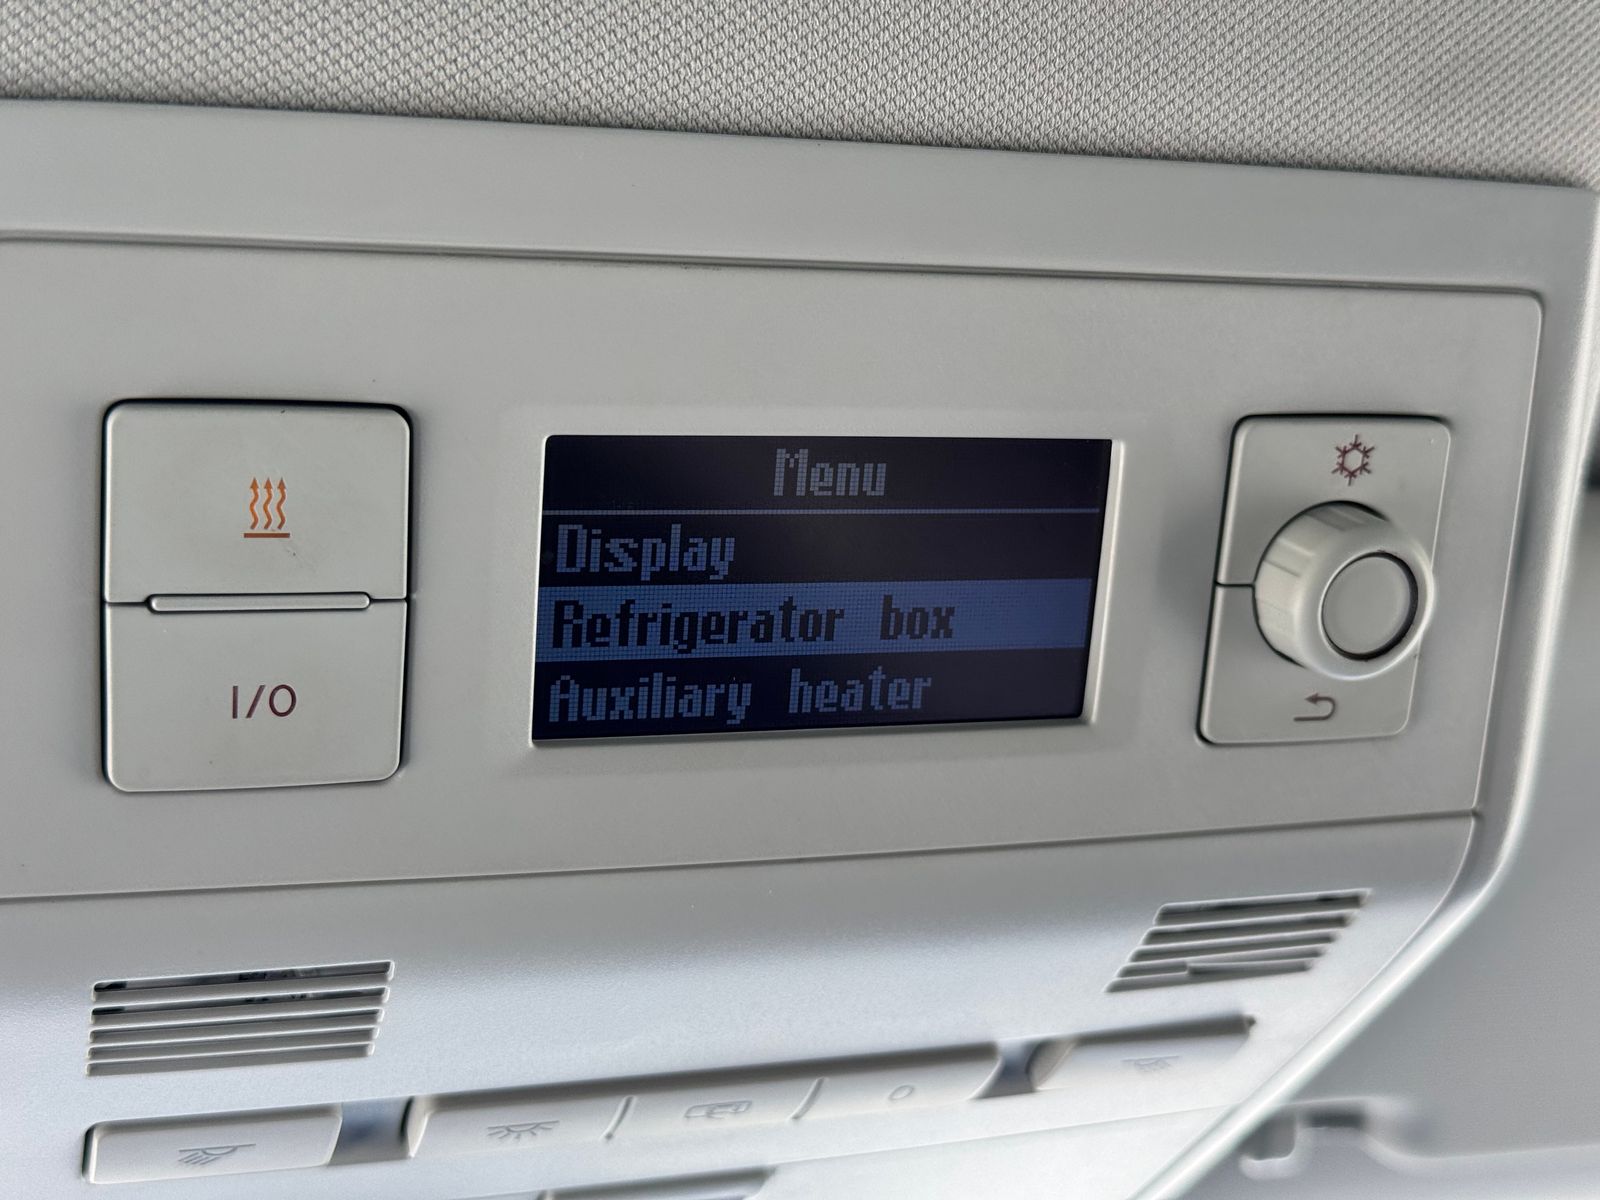 Menu
Display
Refrigerator box
Auxiliary heater
I/O